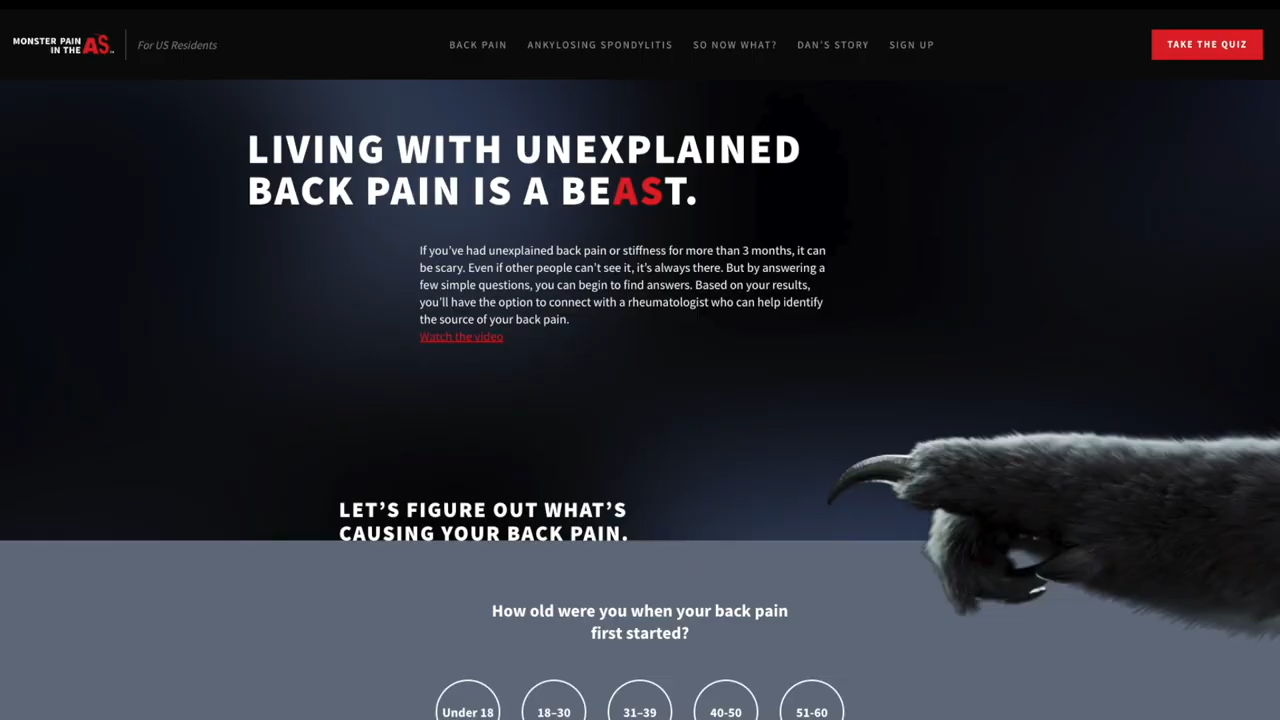 MONSTER PAIN
IN THE AS
For US Residents
BACK PAIN
ANKYLOSING SPONDYLITIS
SO NOW WHAT?
DAN'S STORY
SIGN UP
TAKE THE QUIZ
LIVING WITH UNEXPLAINED
BACK PAIN IS A BEAST.
If you've had unexplained back pain or stiffness for more than 3 months, it can
be scary. Even if other people can't see it, it's always there. But by answering a
few simple questions, you can begin to find answers. Based on your results,
you'll have the option to connect with a rheumatologist who can help identify
the source of your back pain.
Watch the video
LET'S FIGURE OUT WHAT'S
CAUSING YOUR BACK PAIN.
How old were you when your back pain
first started?
Under 18
18–30
31–39
40-50
51-60